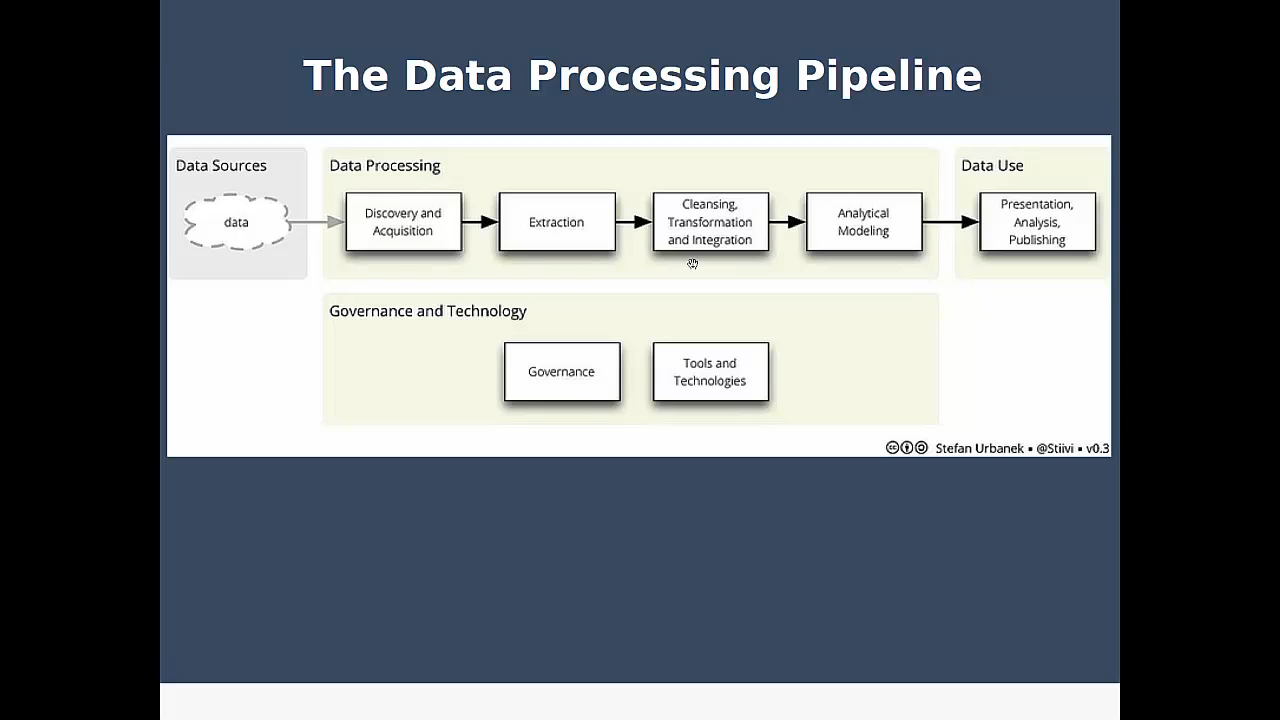 The Data Processing Pipeline
Data Sources
data
Data Processing
Discovery and
Acquisition
Extraction
Cleansing,
Transformation
and Integration
Analytical
Modeling
Data Use
Presentation,
Analysis,
Publishing
Governance and Technology
Governance
Tools and
Technologies
Stefan Urbanek ▪ @Stiivi ▪ v0.3